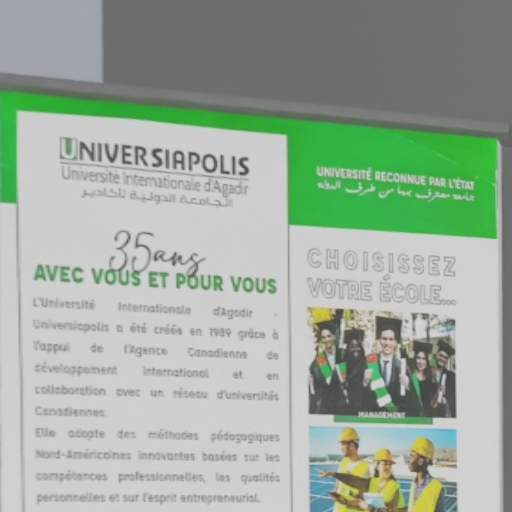 UNIVERSIAPOLIS
Université Internationale d'Agadir
الجامعة الدولية لأكادير
35ans
AVEC VOUS ET POUR VOUS
L'Université Internationale d'Agadir -
Universiapolis a été créée en 1989 grâce à
l'appui de l'Agence Canadienne de
développement international et en
collaboration avec un réseau d'universités
Canadiennes.
Elle adopte des méthodes pédagogiques
Nord-Américaines innovantes basées sur les
compétences professionnelles, les qualités
personnelles et sur l'esprit entrepreneurial.
UNIVERSITÉ RECONNUE PAR L'ÉTAT
جامعة معترف بها من طرف الدولة
CHOISISSEZ
VOTRE ÉCOLE...
MANAGEMENT